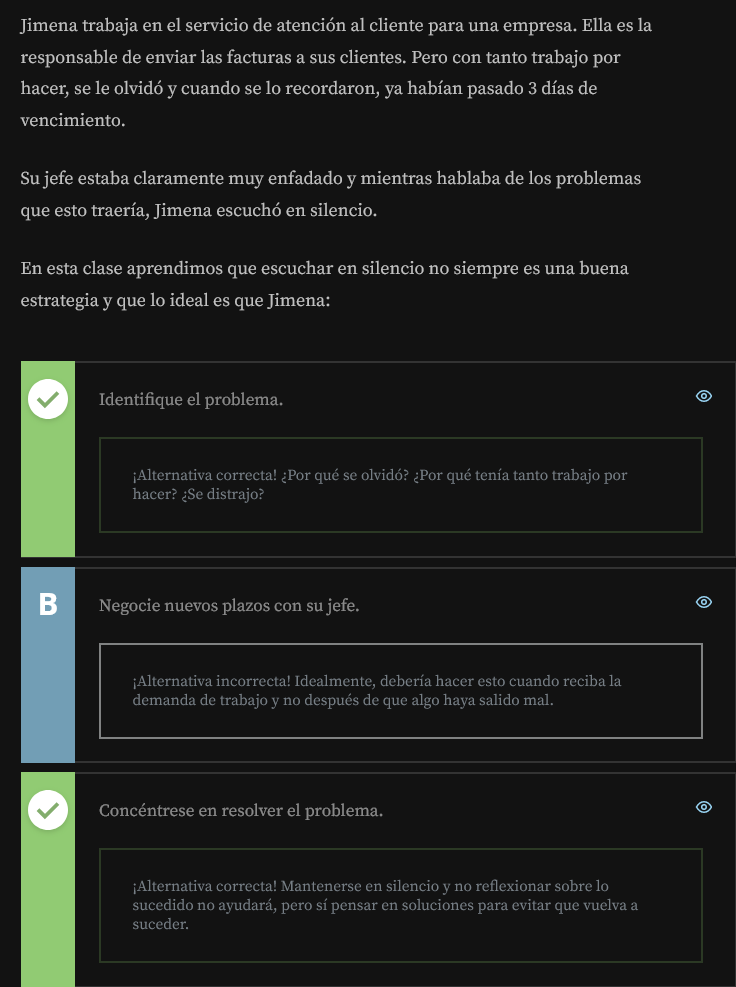 Jimena trabaja en el servicio de atención al cliente para una empresa. Ella es la
responsable de enviar las facturas a sus clientes. Pero con tanto trabajo por
hacer, se le olvidó y cuando se lo recordaron, ya habían pasado 3 días de
vencimiento.
Su jefe estaba claramente muy enfadado y mientras hablaba de los problemas
que esto traería, Jimena escuchó en silencio.
En esta clase aprendimos que escuchar en silencio no siempre es una buena
estrategia y que lo ideal es que Jimena:
Identifique el problema.
¡Alternativa correcta! ¿Por qué se olvidó? ¿Por qué tenía tanto trabajo por
hacer? ¿Se distrajo?
B
Negocie nuevos plazos con su jefe.
¡Alternativa incorrecta! Idealmente, debería hacer esto cuando reciba la
demanda de trabajo y no después de que algo haya salido mal.
Concéntrese en resolver el problema.
¡Alternativa correcta! Mantenerse en silencio y no reflexionar sobre lo
sucedido no ayudará, pero sí pensar en soluciones para evitar que vuelva a
suceder.